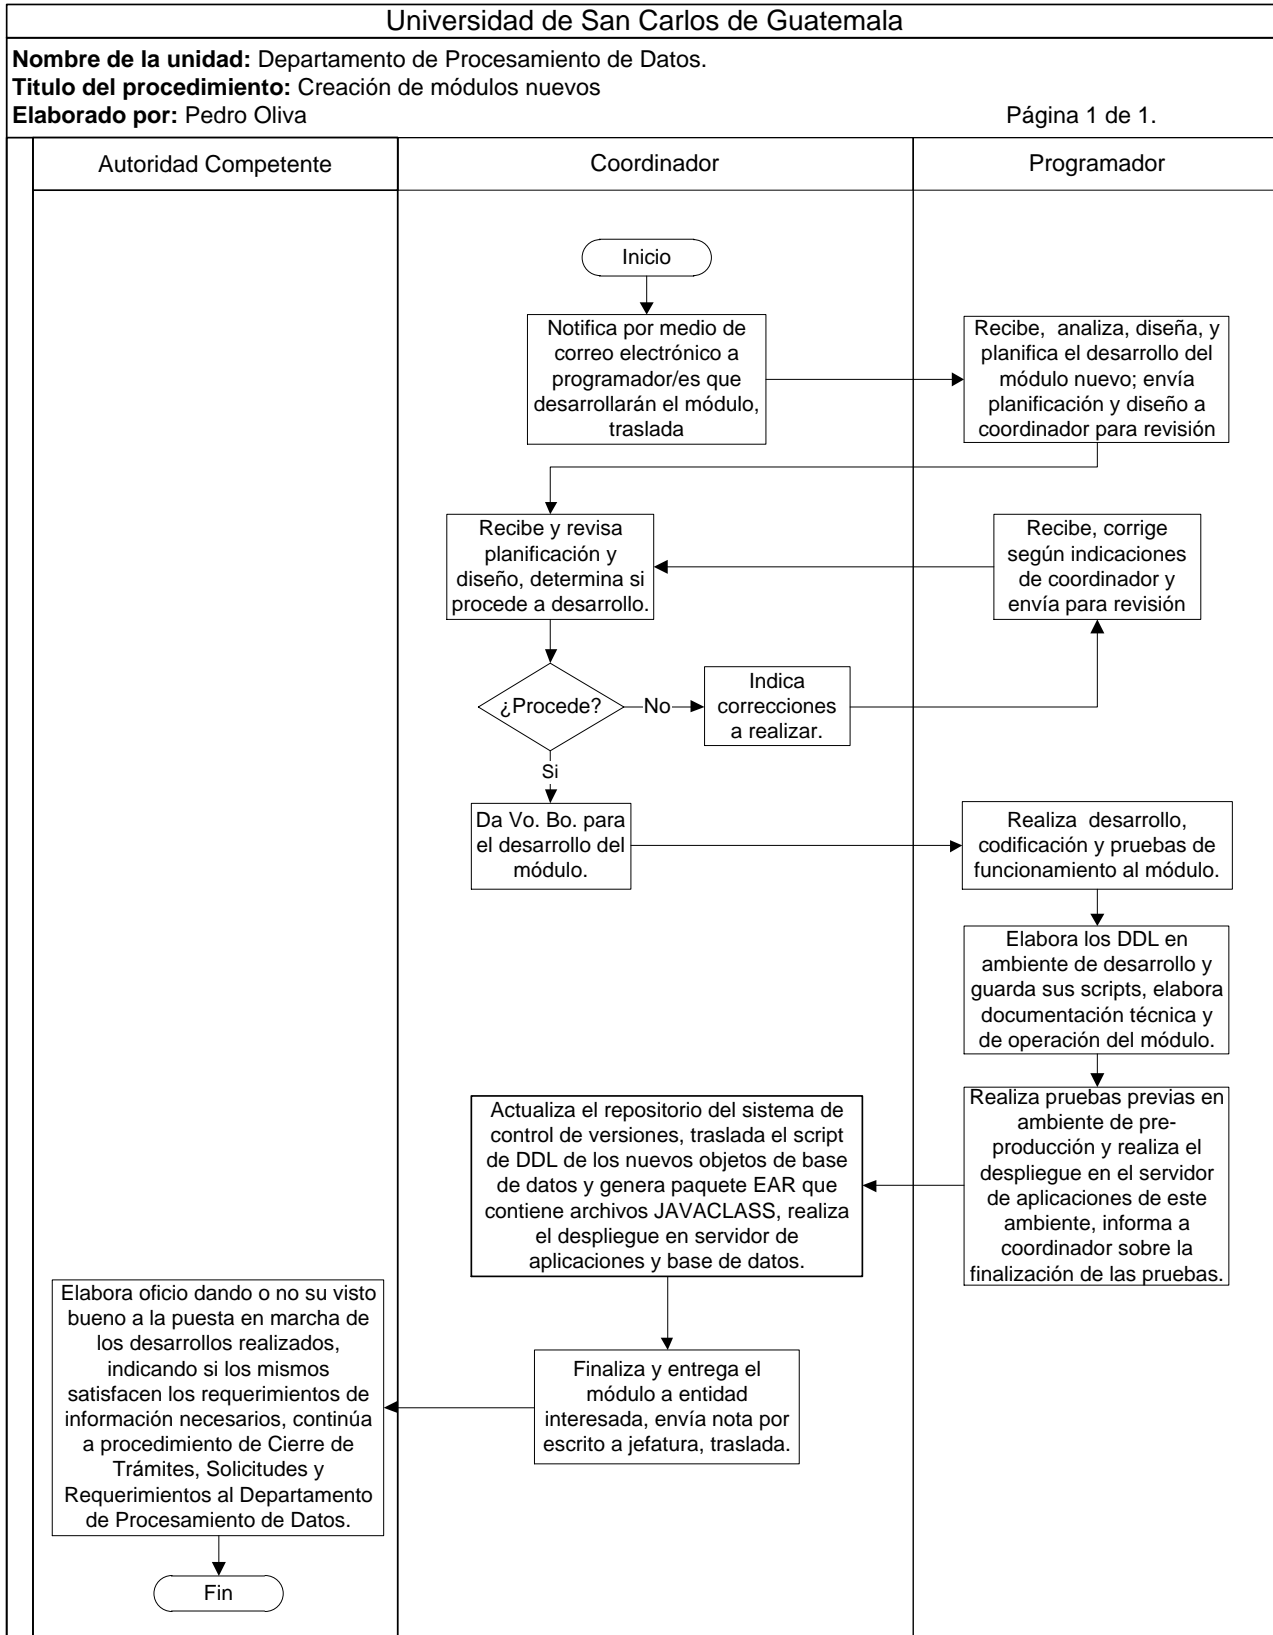 Universidad de San Carlos de Guatemala
Nombre de la unidad: Departamento de Procesamiento de Datos.
Titulo del procedimiento: Creación de módulos nuevos
Elaborado por: Pedro Oliva
Página 1 de 1.
Autoridad Competente
Coordinador
Programador
Inicio
Notifica por medio de
correo electrónico a
programador/es que
desarrollarán el módulo,
traslada
Recibe, analiza, diseña, y
planifica el desarrollo del
módulo nuevo; envía
planificación y diseño a
coordinador para revisión
Recibe y revisa
planificación y
diseño, determina si
procede a desarrollo.
Recibe, corrige
según indicaciones
de coordinador y
envía para revisión
¿Procede?
No
Indica
correcciones
a realizar.
Si
Da Vo. Bo. para
el desarrollo del
módulo.
Realiza desarrollo,
codificación y pruebas de
funcionamiento al módulo.
Elabora los DDL en
ambiente de desarrollo y
guarda sus scripts, elabora
documentación técnica y
de operación del módulo.
Realiza pruebas previas en
ambiente de pre-
producción y realiza el
despliegue en el servidor
de aplicaciones de este
ambiente, informa a
coordinador sobre la
finalización de las pruebas.
Actualiza el repositorio del sistema de
control de versiones, traslada el script
de DDL de los nuevos objetos de base
de datos y genera paquete EAR que
contiene archivos JAVACLASS, realiza
el despliegue en servidor de
aplicaciones y base de datos.
Finaliza y entrega el
módulo a entidad
interesada, envía nota por
escrito a jefatura, traslada.
Elabora oficio dando o no su visto
bueno a la puesta en marcha de
los desarrollos realizados,
indicando si los mismos
satisfacen los requerimientos de
información necesarios, continúa
a procedimiento de Cierre de
Trámites, Solicitudes y
Requerimientos al Departamento
de Procesamiento de Datos.
Fin